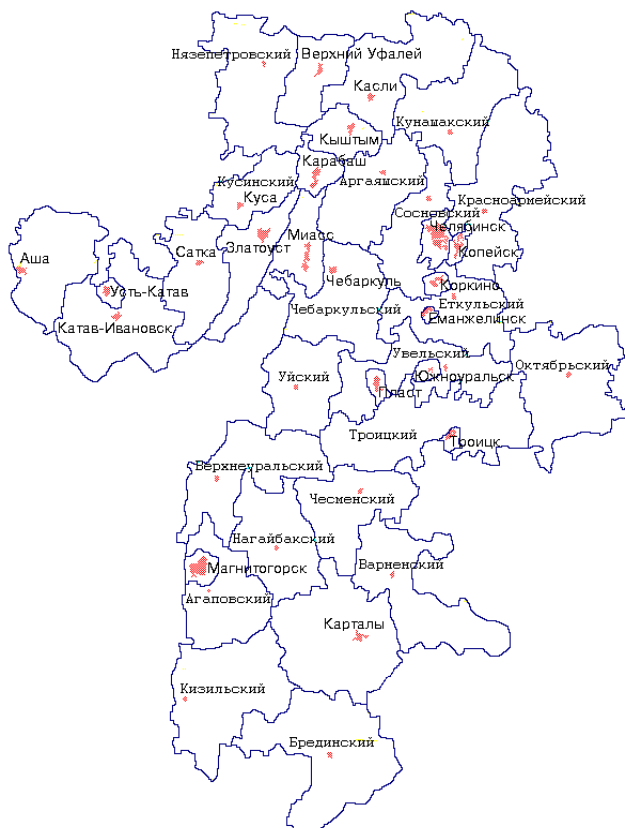 Нязепетровский
Верхний Уфалей
Касли
Кунашакский
Кыштым
Карабаш
Аргаяшский
Кусинский
Куса
Красноармейский
Сосновский
Челябинск
Миасс
Златоуст
Копейск
Аша
Сатка
Чебаркуль
Коркино
Усть-Катав
Чебаркульский
Еткульский
Еманжелинск
Катав-Ивановск
Увельский
Октябрьский
Уйский
Южноуральск
Пласт
Троицкий
Троицк
Верхнеуральский
Чесменский
Нагайбакский
Магнитогорск
Варненский
Агаповский
Карталы
Кизильский
Брединский